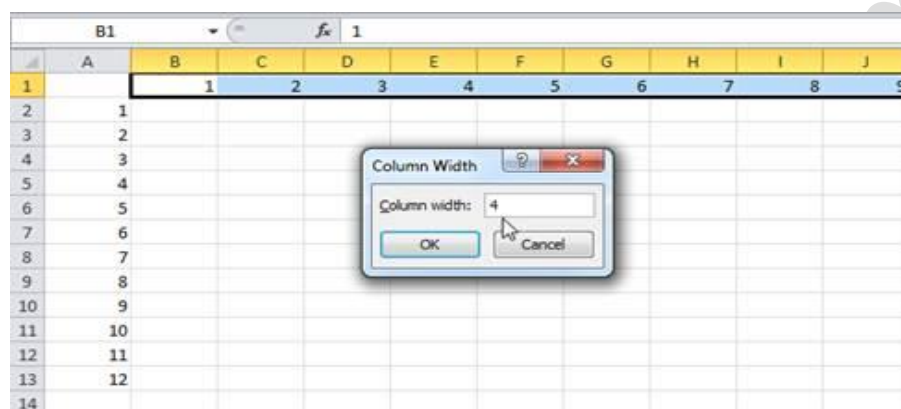 B1 fx 1
A B C D E F G H I J
1 1 2 3 4 5 6 7 8 9
2 1
3 2
4 3
5 4
6 5
7 6
8 7
9 8
10 9
11 10
12 11
13 12
14
Column Width
Column width: 4
OK Cancel